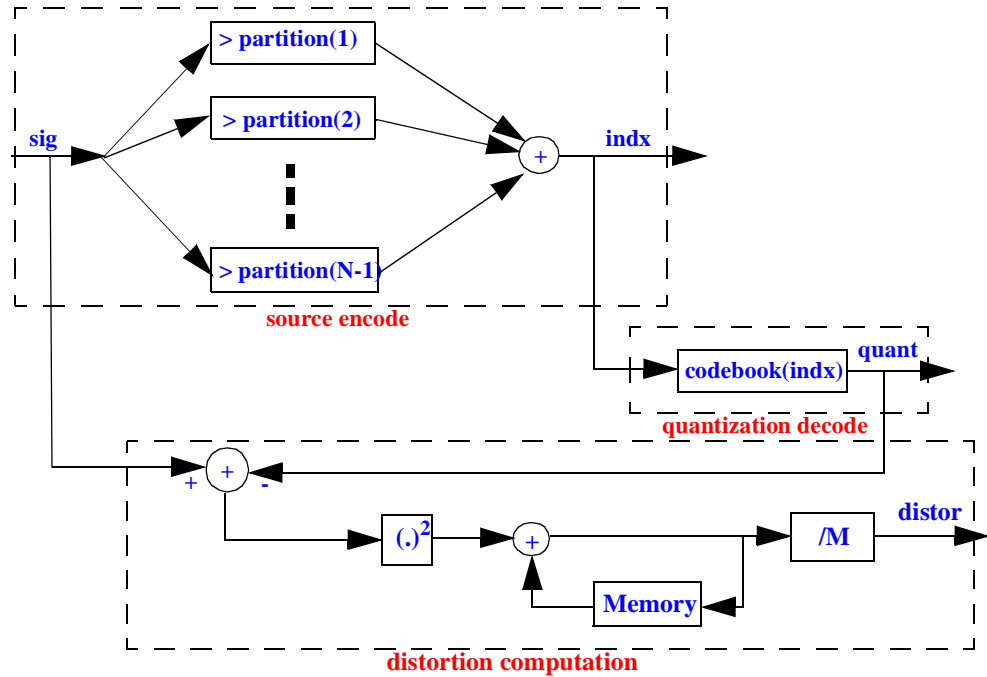 > partition(1)
> partition(2)
sig
indx
+
> partition(N-1)
source encode
quant
codebook(indx)
quantization decode
+
+ -
distor
(.)²
+
/M
Memory
distortion computation